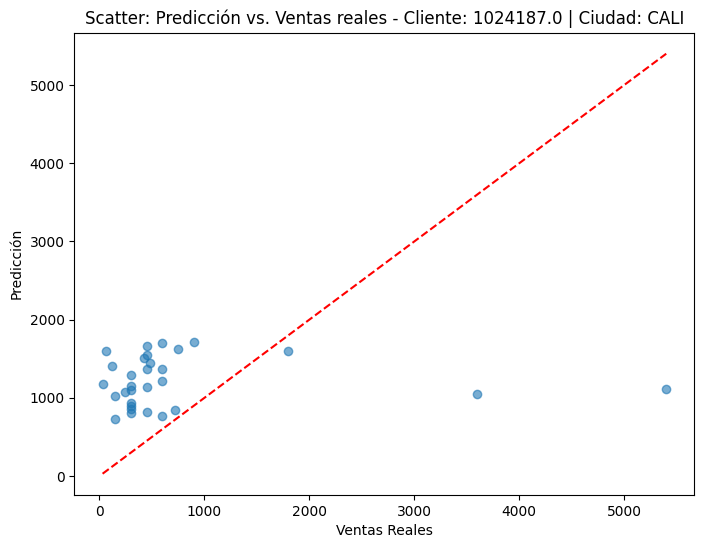 Scatter: Predicción vs. Ventas reales - Cliente: 1024187.0 | Ciudad: CALI
Predicción
5000
4000
3000
2000
1000
0
0 1000 2000 3000 4000 5000
Ventas Reales